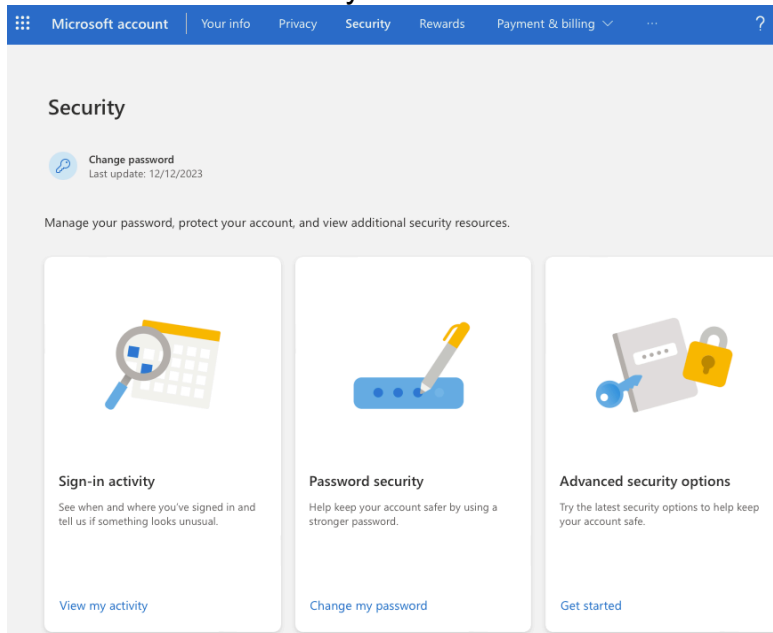 Microsoft account Your info Privacy Security Rewards Payment & billing ··· ?
Security
Change password
Last update: 12/12/2023
Manage your password, protect your account, and view additional security resources.
Sign-in activity
See when and where you've signed in and
tell us if something looks unusual.
View my activity
Password security
Help keep your account safer by using a
stronger password.
Change my password
Advanced security options
Try the latest security options to help keep
your account safe.
Get started